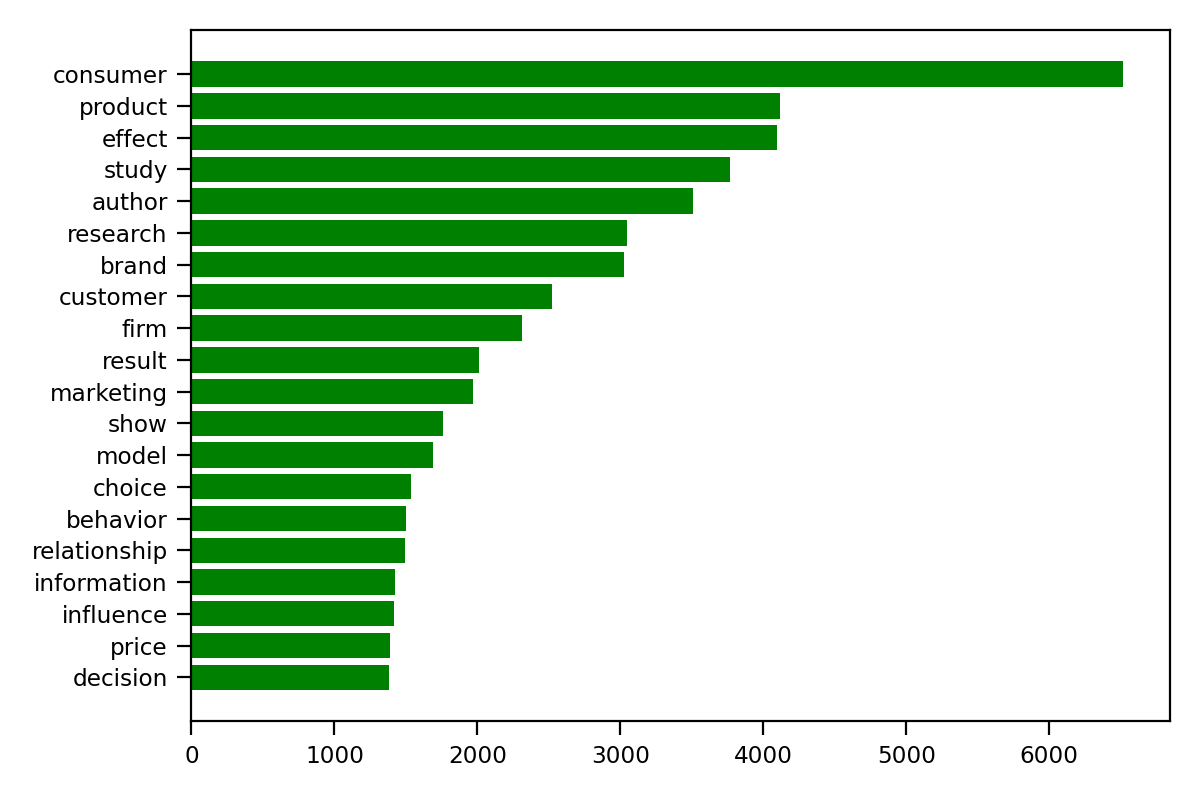 consumer
product
effect
study
author
research
brand
customer
firm
result
marketing
show
model
choice
behavior
relationship
information
influence
price
decision
0 1000 2000 3000 4000 5000 6000